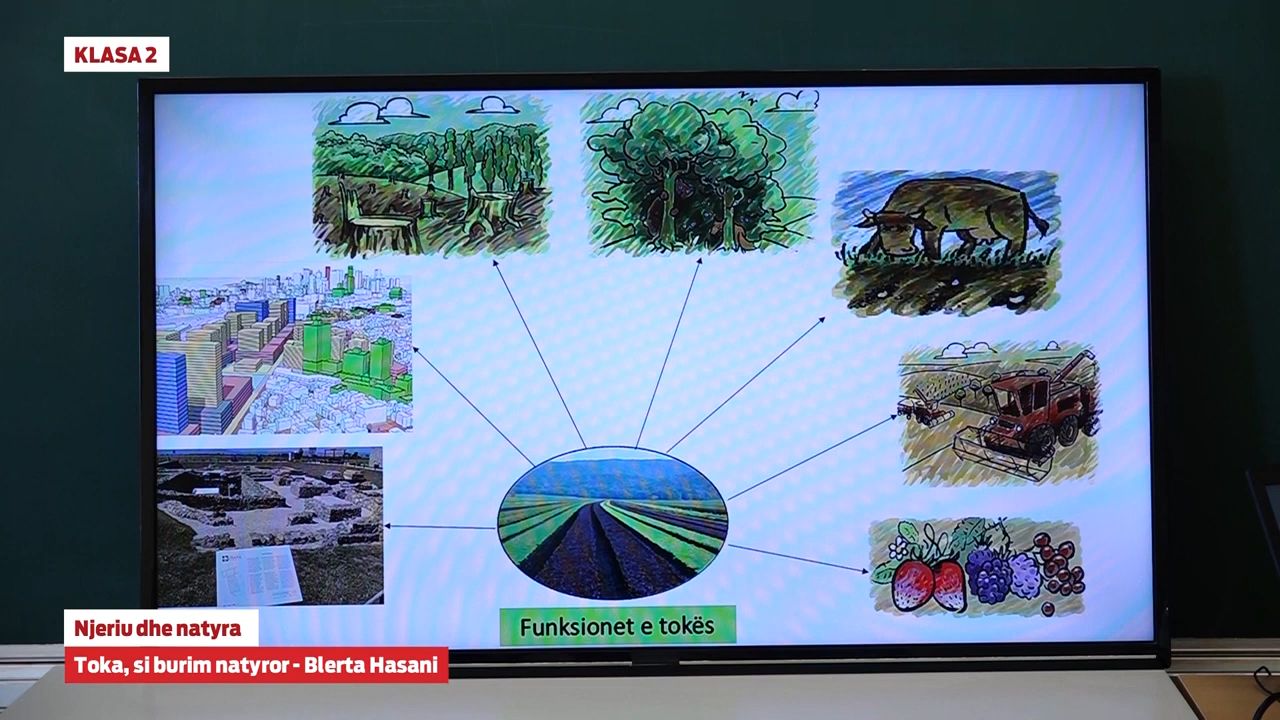 KLASA 2
Funksionet e tokës
Njeriu dhe natyra
Toka, si burim natyror - Blerta Hasani